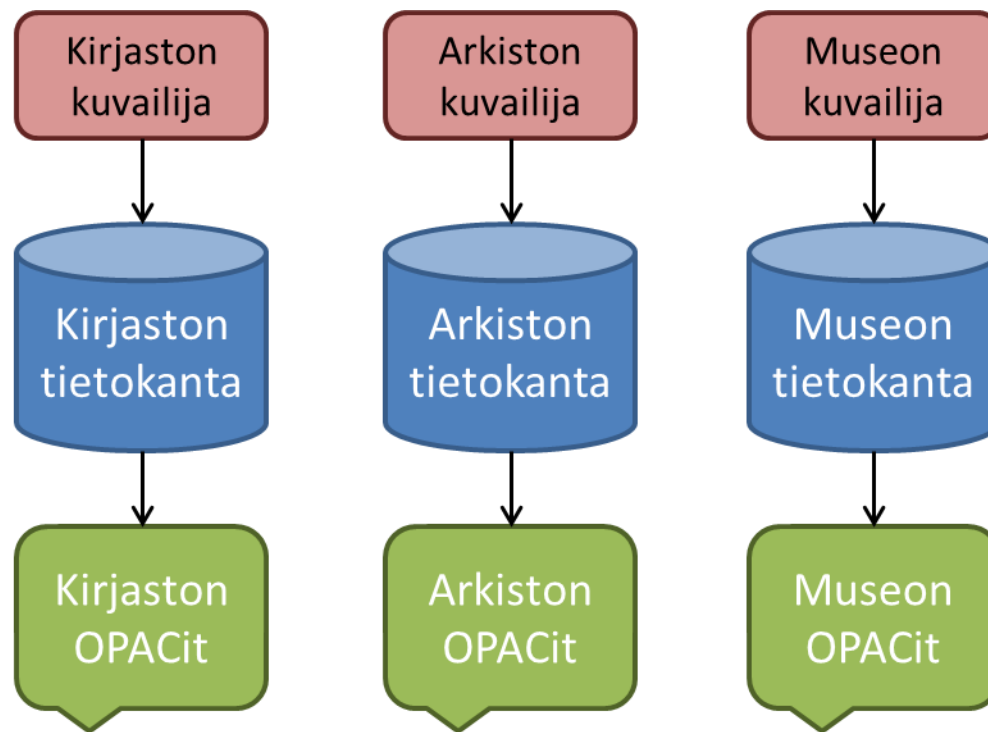 Kirjaston
kuvailija
Arkiston
kuvailija
Museon
kuvailija
Kirjaston
tietokanta
Arkiston
tietokanta
Museon
tietokanta
Kirjaston
OPACit
Arkiston
OPACit
Museon
OPACit